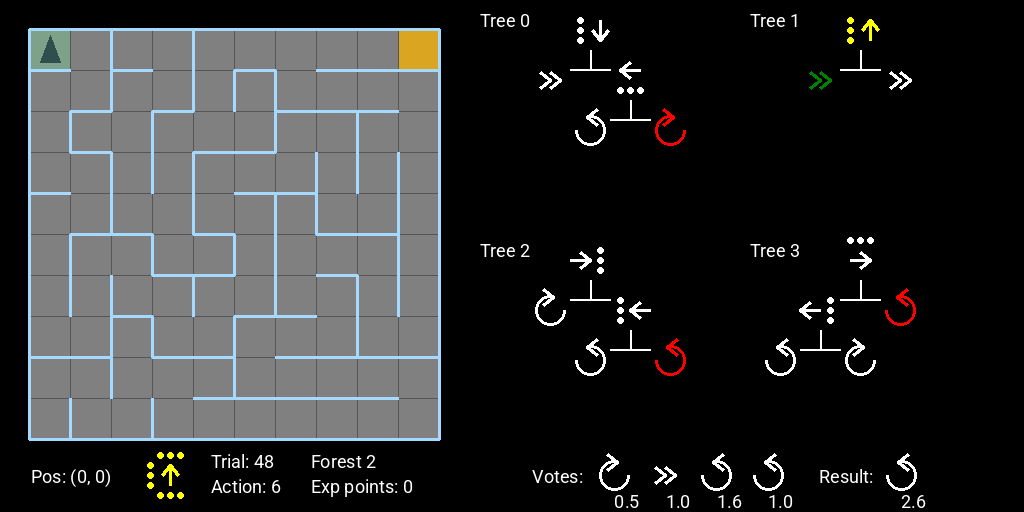 Tree 0
Tree 1
Tree 2
Tree 3
Pos: (0, 0)
Trial: 48
Forest 2
Action: 6
Exp points: 0
Votes:
0.5
1.0
1.6
1.0
Result:
2.6